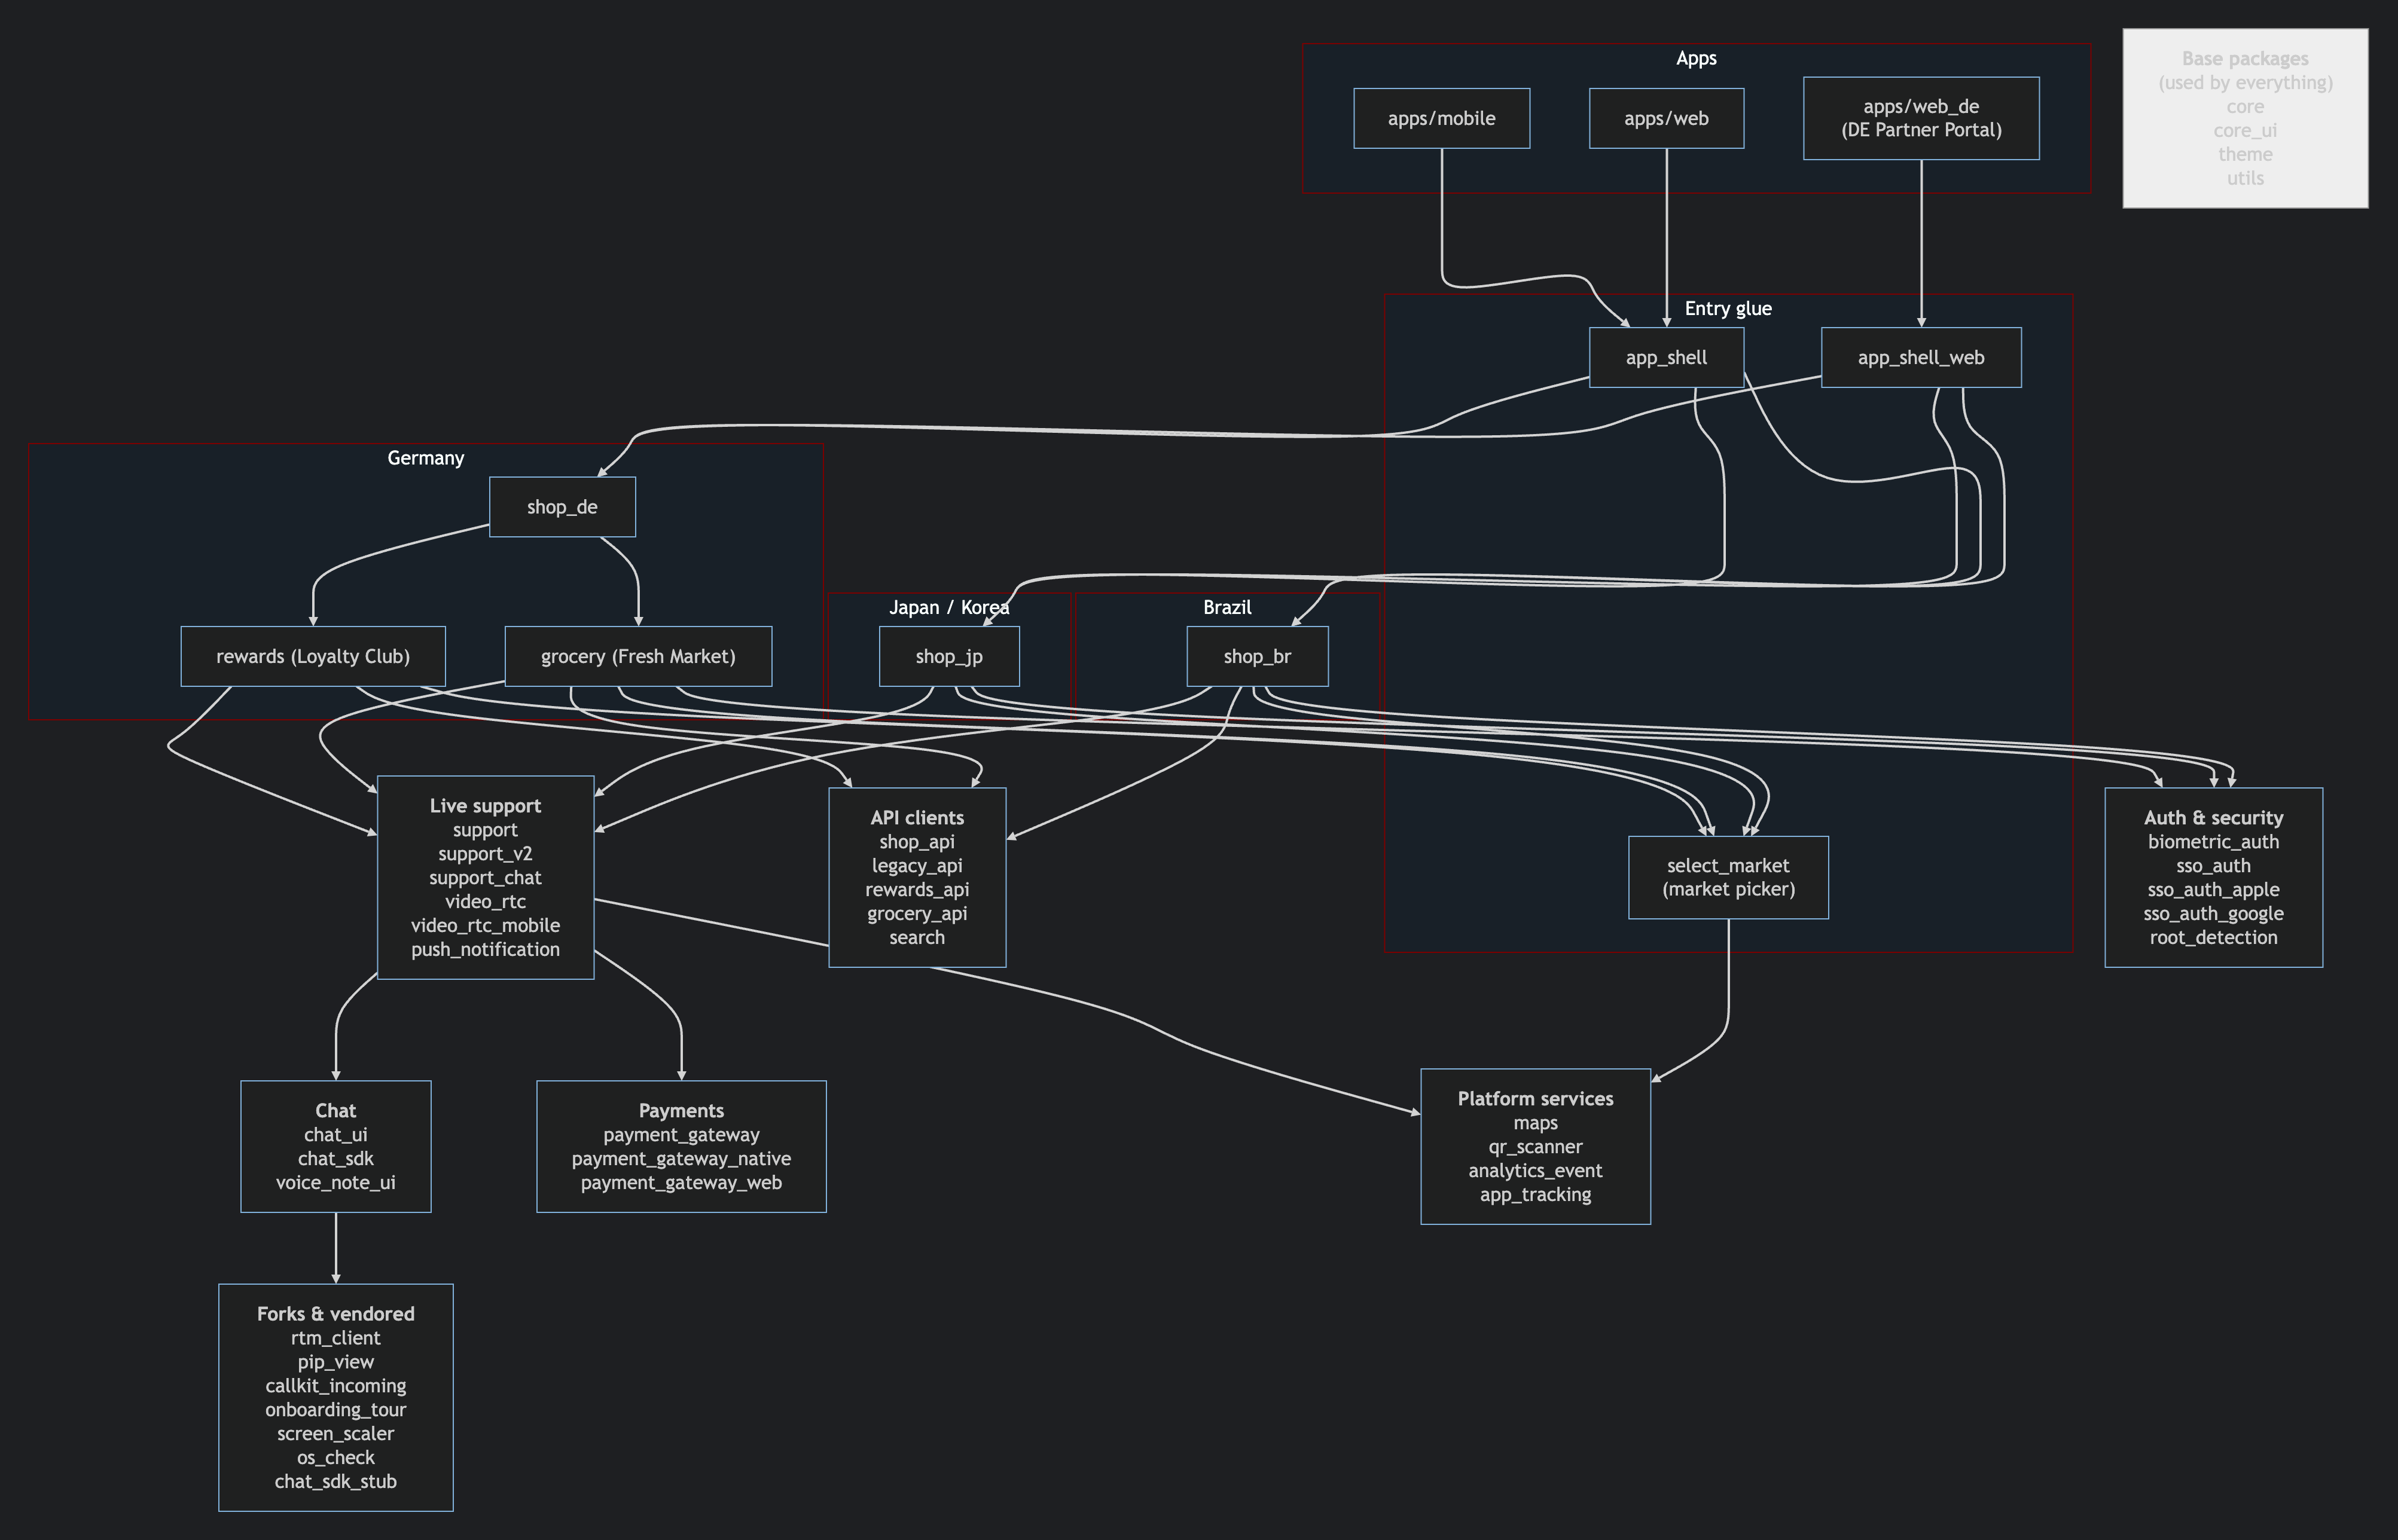 Apps
apps/mobile
apps/web
apps/web_de
(DE Partner Portal)
Base packages
(used by everything)
core
core_ui
theme
utils
Entry glue
app_shell
app_shell_web
Germany
shop_de
rewards (Loyalty Club)
grocery (Fresh Market)
Japan / Korea
shop_jp
Brazil
shop_br
Live support
support
support_v2
support_chat
video_rtc
video_rtc_mobile
push_notification
API clients
shop_api
legacy_api
rewards_api
grocery_api
search
select_market
(market picker)
Auth & security
biometric_auth
sso_auth
sso_auth_apple
sso_auth_google
root_detection
Chat
chat_ui
chat_sdk
voice_note_ui
Payments
payment_gateway
payment_gateway_native
payment_gateway_web
Platform services
maps
qr_scanner
analytics_event
app_tracking
Forks & vendored
rtm_client
pip_view
callkit_incoming
onboarding_tour
screen_scaler
os_check
chat_sdk_stub